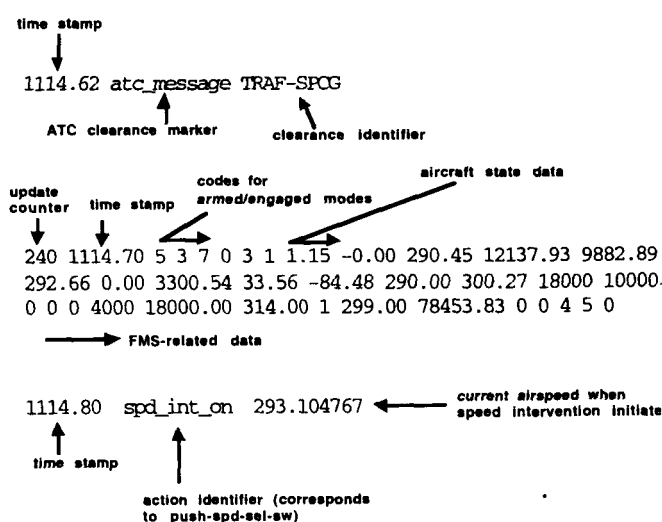 time stamp
1114.62 atc_message TRAF-SPCG
ATC clearance marker
clearance identifier
aircraft state data
codes for
armed/engaged modes
update
counter
time stamp
240 1114.70 5 3 7 0 3 1 1.15 -0.00 290.45 12137.93 9882.89
292.66 0.00 3300.54 33.56 -84.48 290.00 300.27 18000 10000.
0 0 0 4000 18000.00 314.00 1 299.00 78453.83 0 0 4 5 0
FMS-related data
1114.80 spd_int_on 293.104767
current airspeed when
speed intervention initiate
time stamp
action identifier (corresponds
to push-spd-sel-sw)